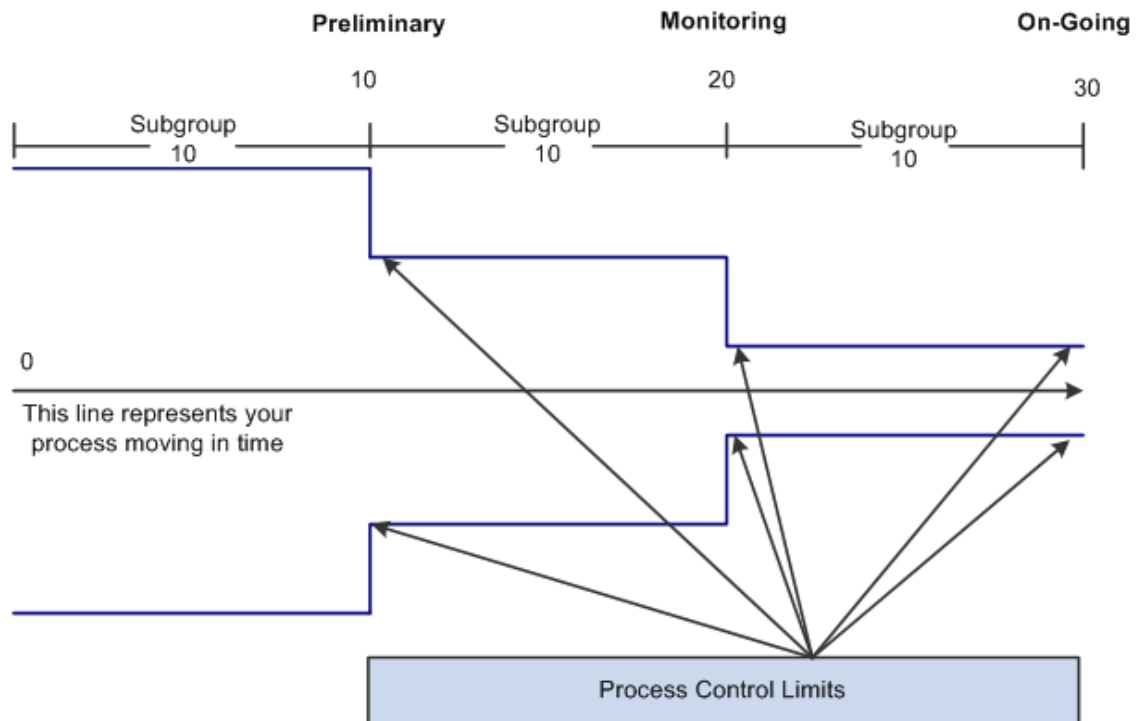 Preliminary Monitoring On-Going
10 20 30
Subgroup Subgroup Subgroup
10 10 10
0
This line represents your
process moving in time
Process Control Limits